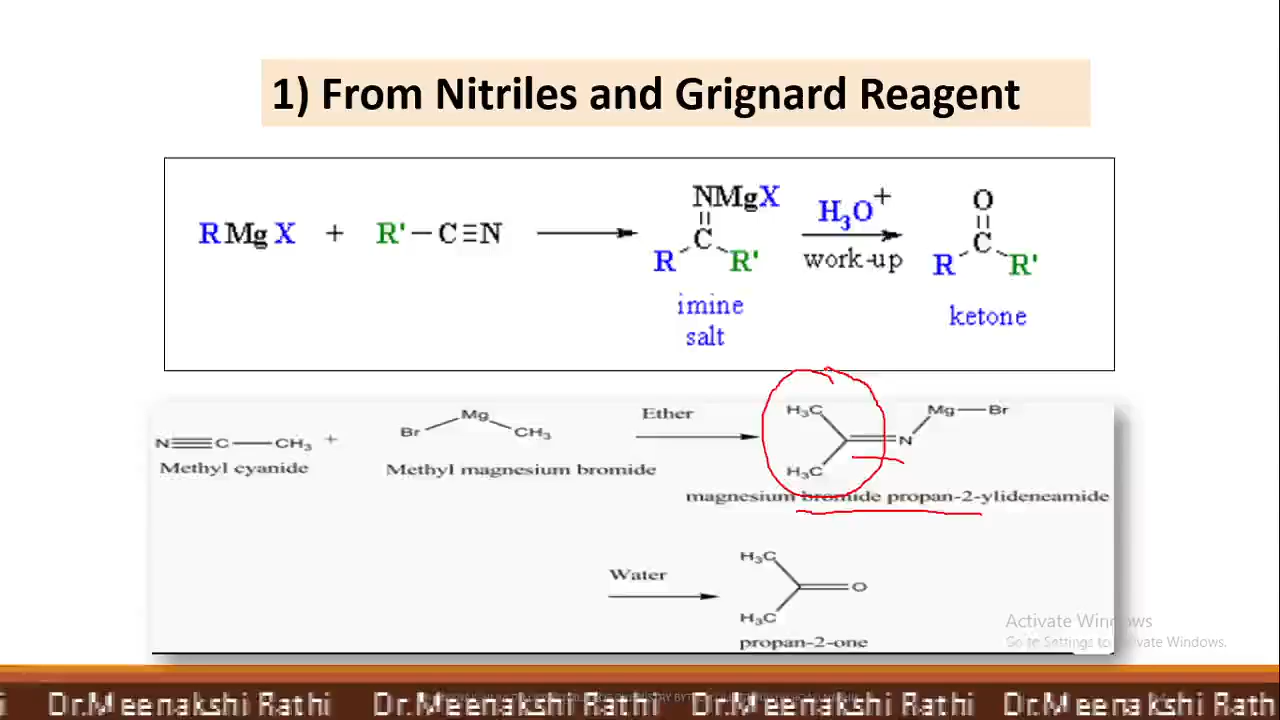 1) From Nitriles and Grignard Reagent
RMgX + R'−C≡N
NMgX
C
R R'
imine
salt
H₃O⁺
work-up
O
C
R R'
ketone
N≡C—CH₃ +
Methyl cyanide
Mg
Br CH₃
Methyl magnesium bromide
Ether
H₃C
H₃C
N
Mg—Br
magnesium bromide propan-2-ylideneamide
Water
H₃C
O
H₃C
propan-2-one
Activate Windows
Go to Settings to activate Windows.
i Dr.Meenakshi Rathi Dr.Meenakshi Rathi Dr.Meenakshi Rathi Dr.Meenakshi Rath